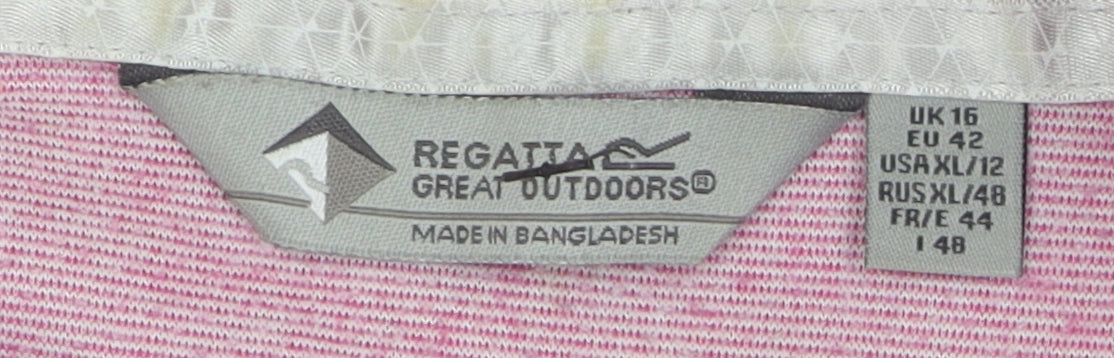 REGATTA
GREAT OUTDOORS®
MADE IN BANGLADESH
UK 16
EU 42
USA XL/12
RUS XL/48
FR/E 44
I 48